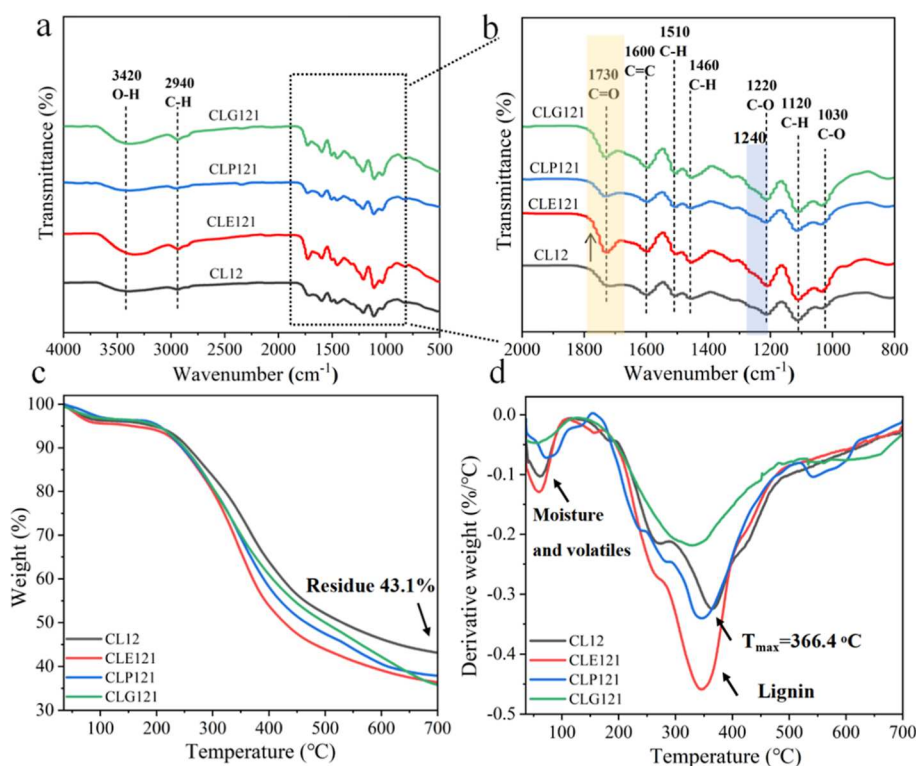 a
3420
O-H
2940
C-H
CLG121
CLP121
CLE121
CL12
Transmittance (%)
4000 3500 3000 2500 2000 1500 1000 500
Wavenumber (cm⁻¹)
b
1730
C=O
1600
C=C
1510
C-H
1460
C-H
1220
C-O
1240
1120
C-H
1030
C-O
CLG121
CLP121
CLE121
CL12
Transmittance (%)
2000 1800 1600 1400 1200 1000 800
Wavenumber (cm⁻¹)
c
100
90
80
70
60
50
40
30
Weight (%)
Residue 43.1%
CL12
CLE121
CLP121
CLG121
100 200 300 400 500 600 700
Temperature (℃)
d
0.0
-0.1
-0.2
-0.3
-0.4
-0.5
Derivative weight (%/℃)
Moisture
and volatiles
Tmax=366.4 °C
Lignin
CL12
CLE121
CLP121
CLG121
100 200 300 400 500 600 700
Temperature (℃)